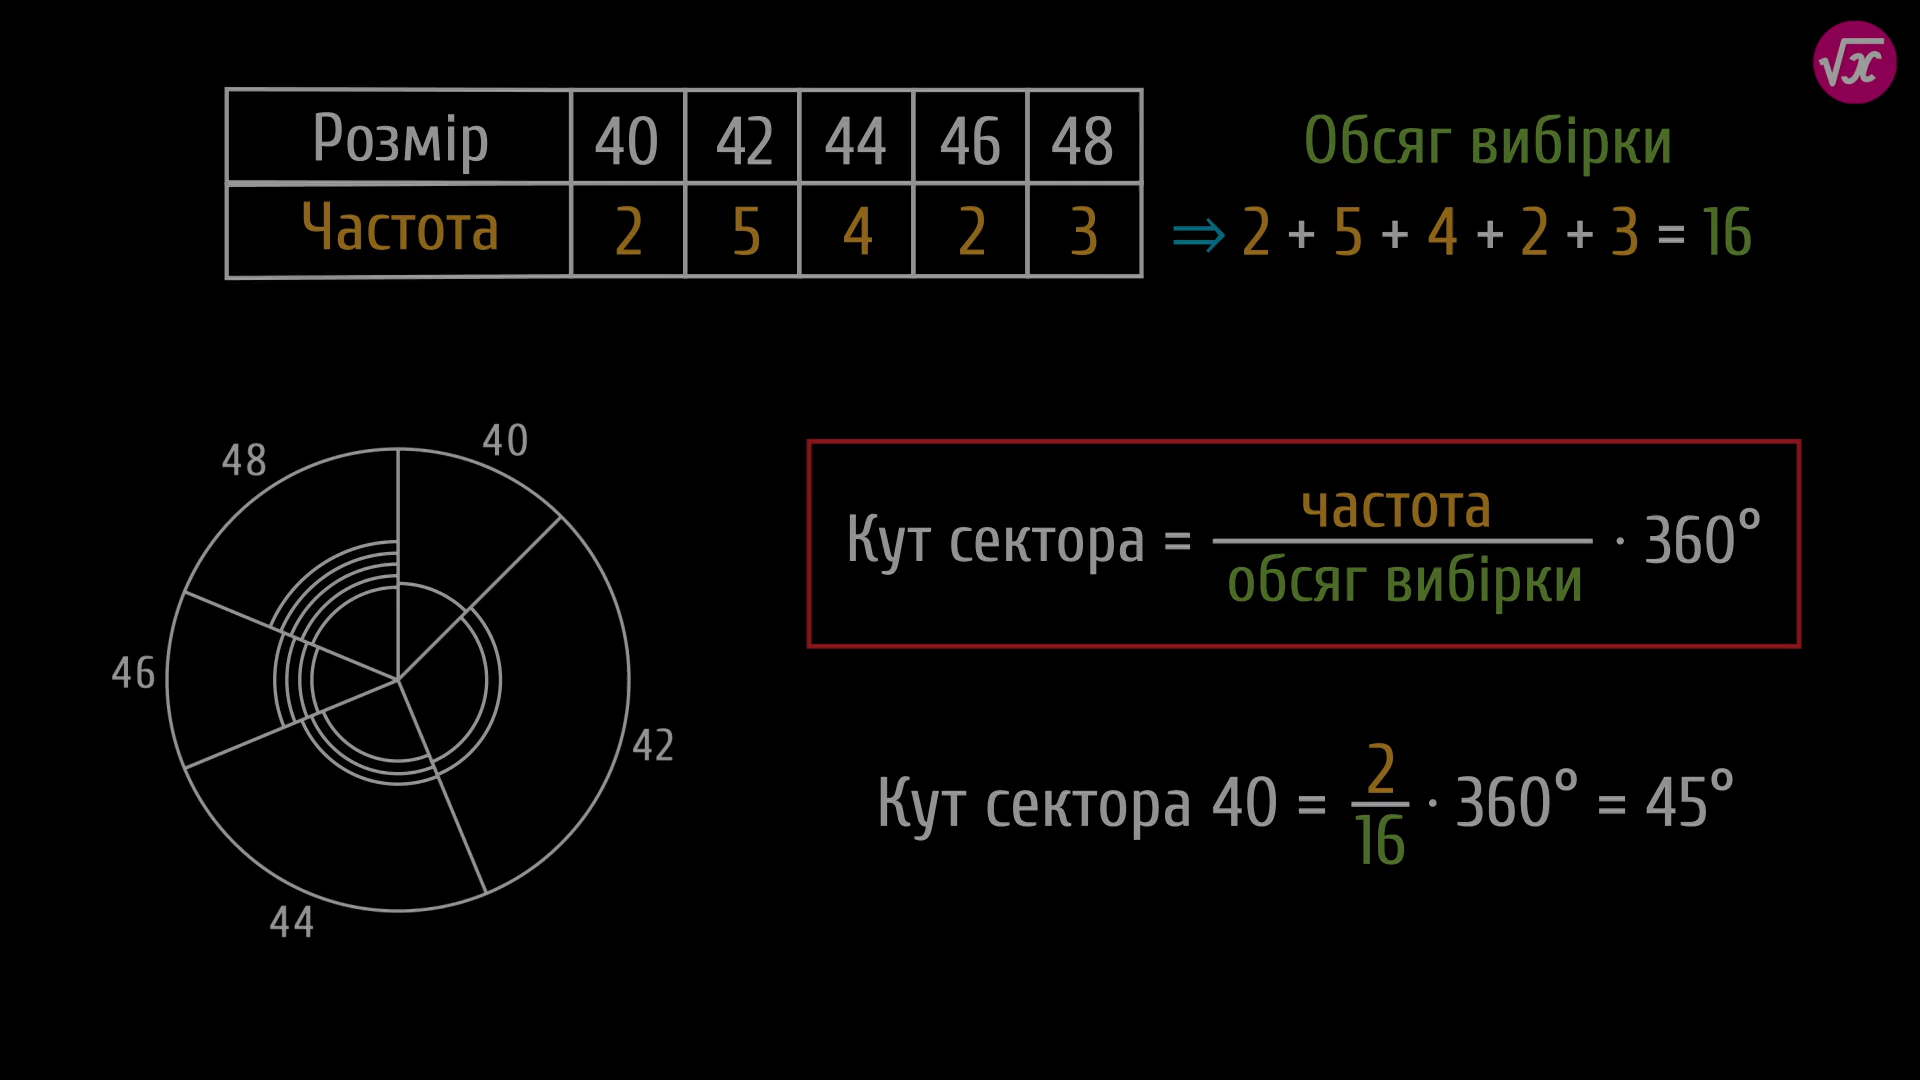 √x
Розмір 40 42 44 46 48
Обсяг вибірки
Частота 2 5 4 2 3
⇒ 2 + 5 + 4 + 2 + 3 = 16
40
48
46
42
44
Кут сектора = частота / обсяг вибірки · 360°
Кут сектора 40 = 2/16 · 360° = 45°